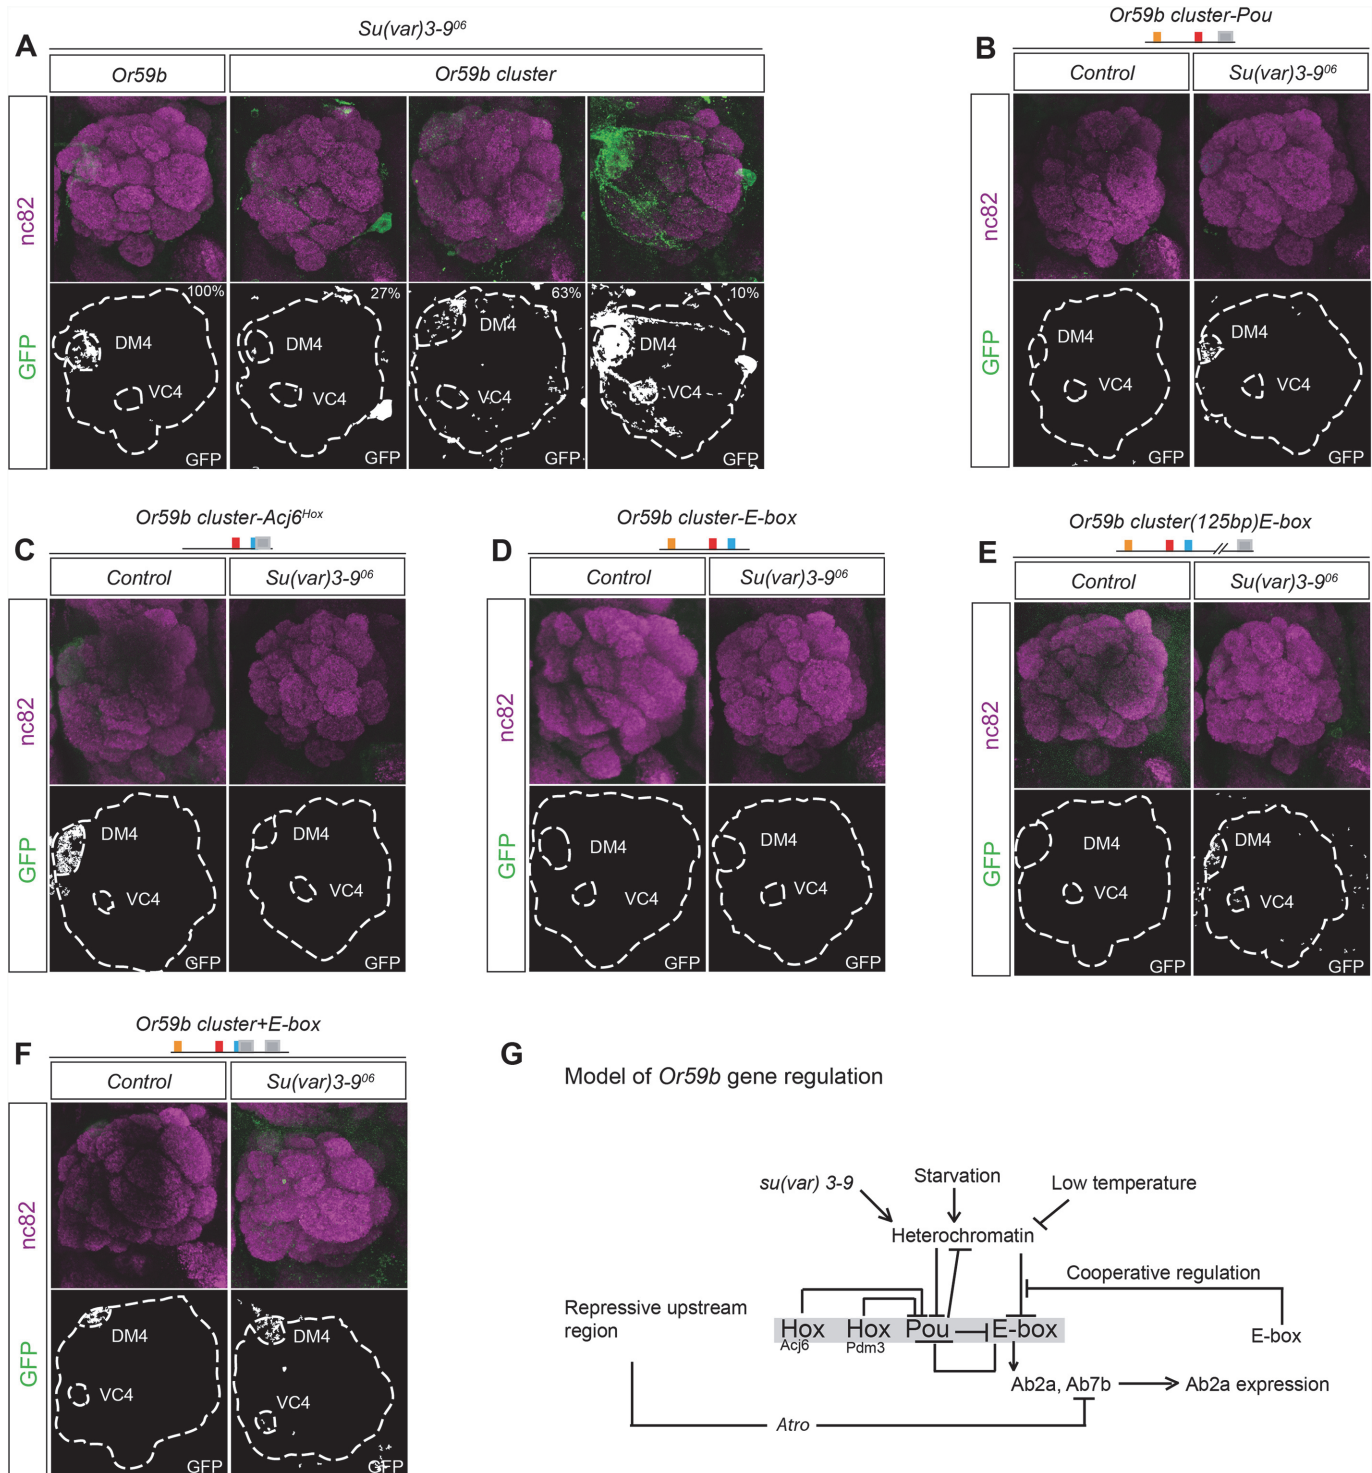 A
Su(var)3-9⁰⁶
Or59b
Or59b cluster
nc82
GFP
100%
DM4
VC4
GFP
27%
DM4
VC4
GFP
63%
DM4
VC4
GFP
10%
DM4
VC4
GFP
B
Or59b cluster-Pou
Control
Su(var)3-9⁰⁶
nc82
GFP
DM4
VC4
GFP
DM4
VC4
GFP
C
Or59b cluster-Acj6ᴴᵒˣ
Control
Su(var)3-9⁰⁶
nc82
GFP
DM4
VC4
GFP
DM4
VC4
GFP
D
Or59b cluster-E-box
Control
Su(var)3-9⁰⁶
nc82
GFP
DM4
VC4
GFP
DM4
VC4
GFP
E
Or59b cluster(125bp)E-box
Control
Su(var)3-9⁰⁶
nc82
GFP
DM4
VC4
GFP
DM4
VC4
GFP
F
Or59b cluster+E-box
Control
Su(var)3-9⁰⁶
nc82
GFP
DM4
VC4
GFP
DM4
VC4
GFP
G
Model of Or59b gene regulation
su(var) 3-9
Starvation
Low temperature
Heterochromatin
Cooperative regulation
Repressive upstream
region
Hox Hox Pou E-box
Acj6 Pdm3
E-box
Ab2a, Ab7b
Ab2a expression
Atro